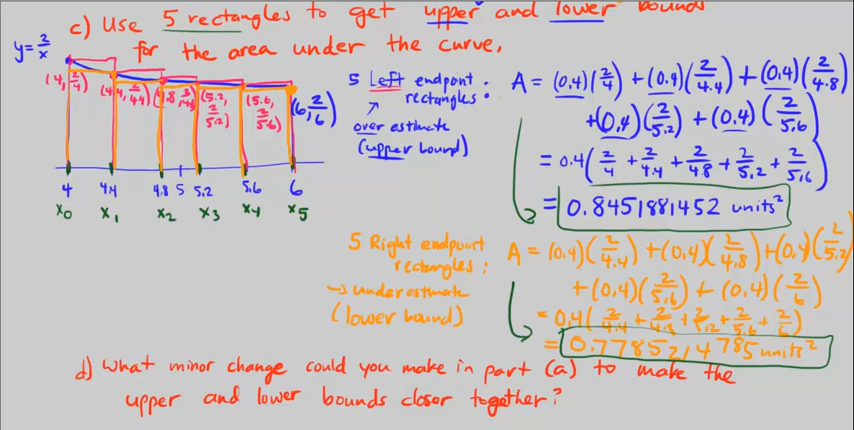 c) Use 5 rectangles to get upper and lower bounds
for the area under the curve.
y = 2/x
(4, 2/4) (4.4, 2/4.4) (4.8, 2/4.8) (5.2, 2/5.2) (5.6, 2/5.6) (6, 2/6)
4 4.4 4.8 5 5.2 5.6 6
x₀ x₁ x₂ x₃ x₄ x₅
5 Left endpoint
rectangles:
over estimate
(upper bound)
A = (0.4)(2/4) + (0.4)(2/4.4) + (0.4)(2/4.8)
+(0.4)(2/5.2) + (0.4)(2/5.6)
= 0.4(2/4 + 2/4.4 + 2/4.8 + 2/5.2 + 2/5.6)
= 0.8451881452 units²
5 Right endpoint
rectangles:
→ underestimate
(lower bound)
A = (0.4)(2/4.4) + (0.4)(2/4.8) + (0.4)(2/5.2)
+ (0.4)(2/5.6) + (0.4)(2/6)
= 0.4(2/4.4 + 2/4.8 + 2/5.2 + 2/5.6 + 2/6)
= 0.7785214785 units²
d) What minor change could you make in part (a) to make the
upper and lower bounds closer together?